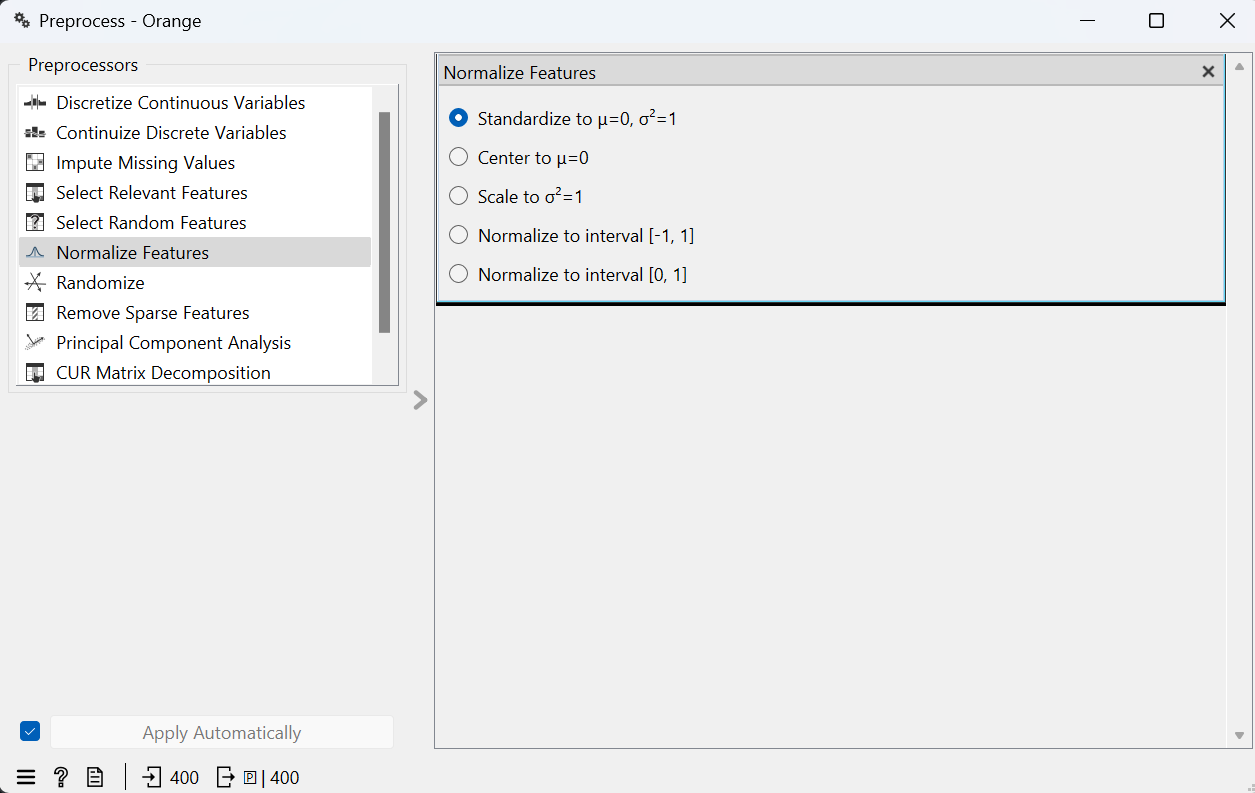 Preprocess - Orange
Preprocessors
Discretize Continuous Variables
Continuize Discrete Variables
Impute Missing Values
Select Relevant Features
Select Random Features
Normalize Features
Randomize
Remove Sparse Features
Principal Component Analysis
CUR Matrix Decomposition
Normalize Features
Standardize to μ=0, σ²=1
Center to μ=0
Scale to σ²=1
Normalize to interval [-1, 1]
Normalize to interval [0, 1]
Apply Automatically
400 P | 400